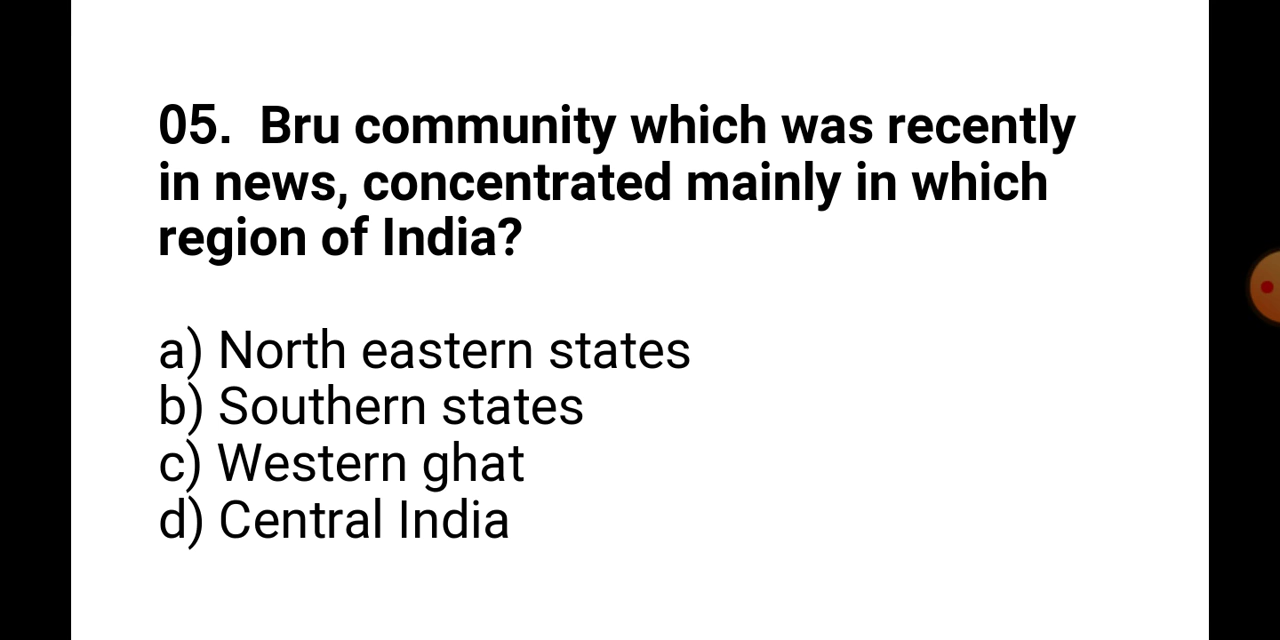 05. Bru community which was recently
in news, concentrated mainly in which
region of India?
a) North eastern states
b) Southern states
c) Western ghat
d) Central India